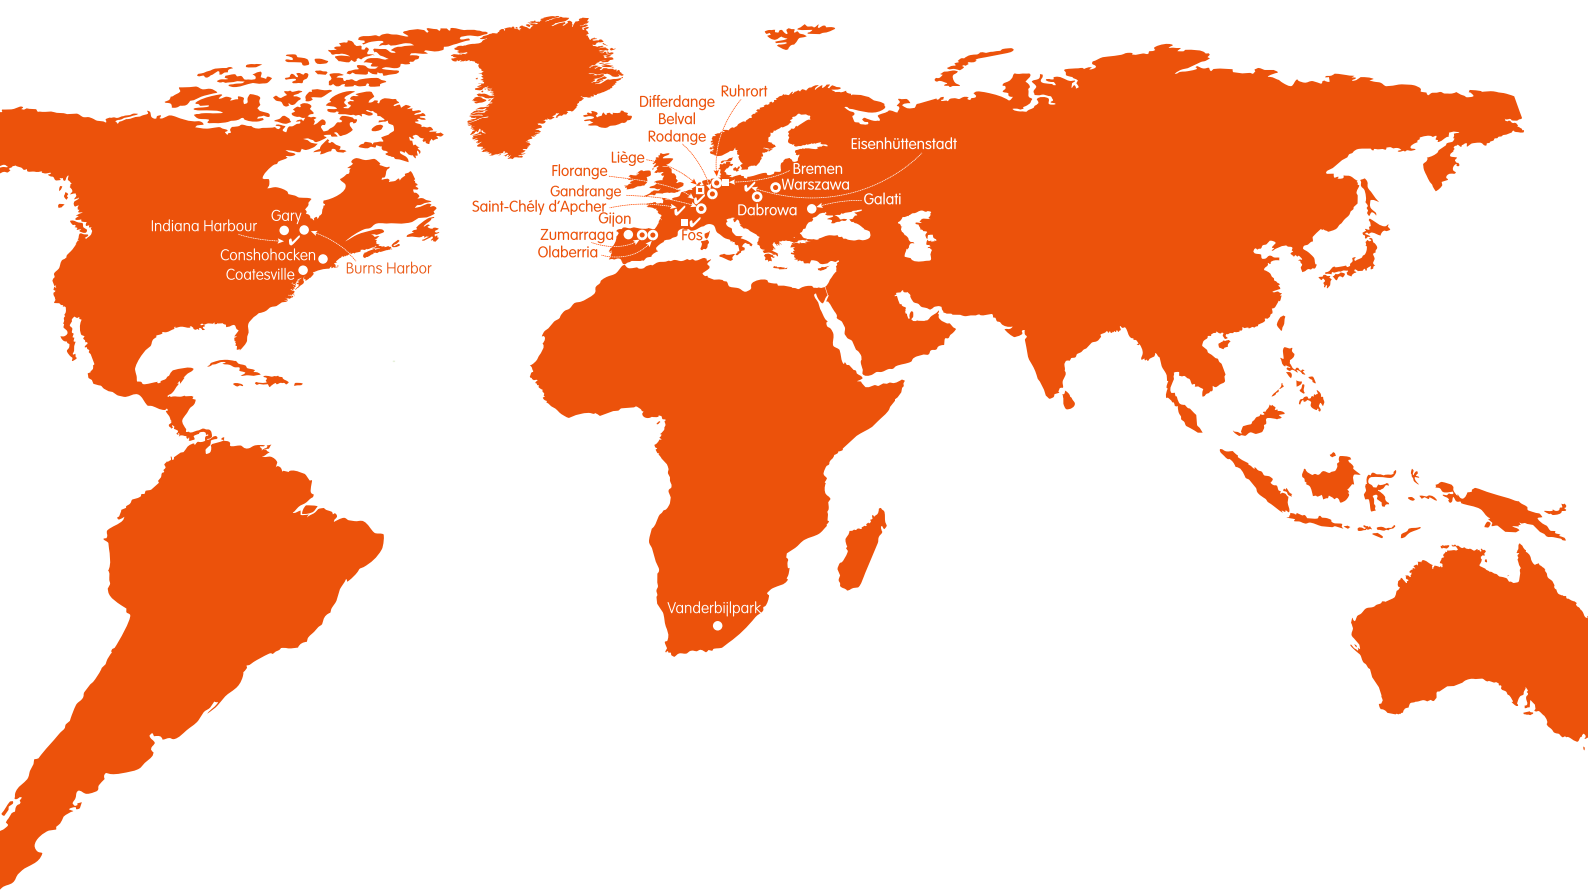 Ruhrort
Differdange
Belval
Rodange
Eisenhüttenstadt
Liège
Florange
Bremen
Warszawa
Gandrange
Saint-Chély d'Apcher
Galati
Dabrowa
Gijon
Gary
Indiana Harbour
Zumarraga
Fos
Olaberria
Conshohocken
Coatesville
Burns Harbor
Vanderbijlpark